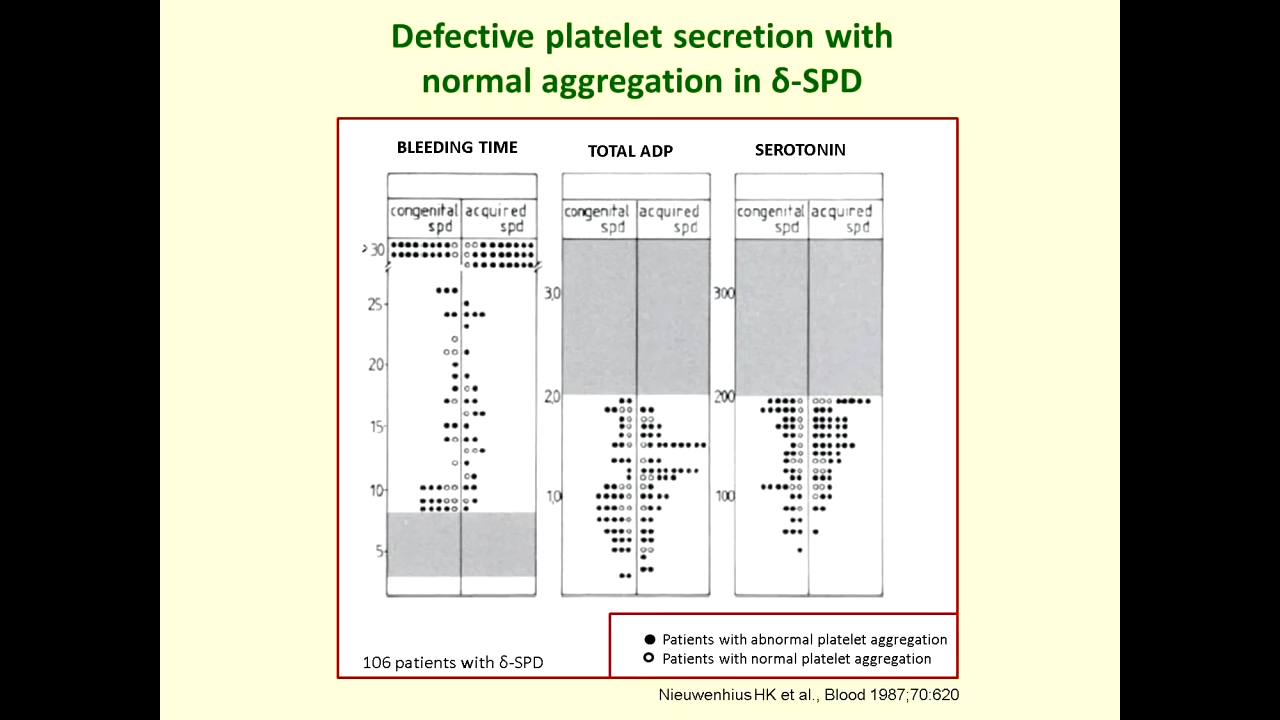 Defective platelet secretion with
normal aggregation in δ-SPD
BLEEDING TIME
TOTAL ADP
SEROTONIN
congenital spd
acquired spd
congenital spd
acquired spd
congenital spd
acquired spd
>30
25
20
15
10
5
3,0
2,0
1,0
300
200
100
Patients with abnormal platelet aggregation
Patients with normal platelet aggregation
106 patients with δ-SPD
Nieuwenhius HK et al., Blood 1987;70:620